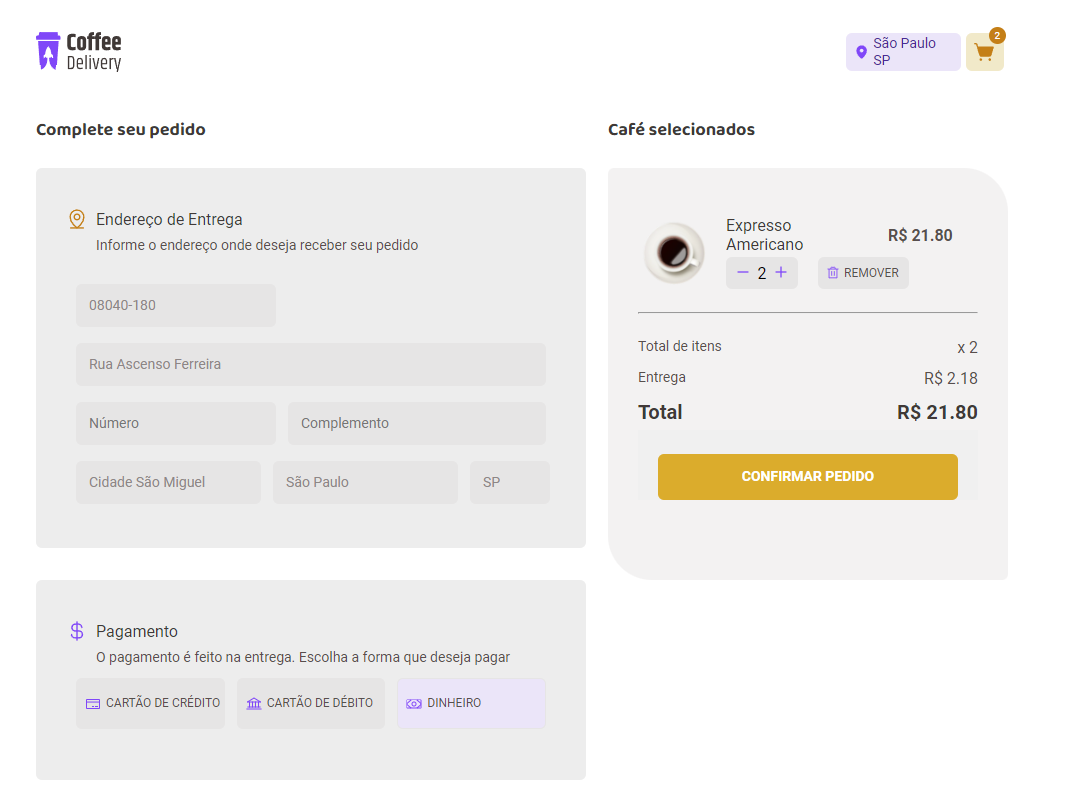 Coffee
Delivery
São Paulo
SP
2
Complete seu pedido
Café selecionados
Endereço de Entrega
Informe o endereço onde deseja receber seu pedido
08040-180
Rua Ascenso Ferreira
Número
Complemento
Cidade São Miguel
São Paulo
SP
Expresso
Americano
R$ 21.80
2
REMOVER
Total de itens
x 2
Entrega
R$ 2.18
Total
R$ 21.80
CONFIRMAR PEDIDO
Pagamento
O pagamento é feito na entrega. Escolha a forma que deseja pagar
CARTÃO DE CRÉDITO
CARTÃO DE DÉBITO
DINHEIRO